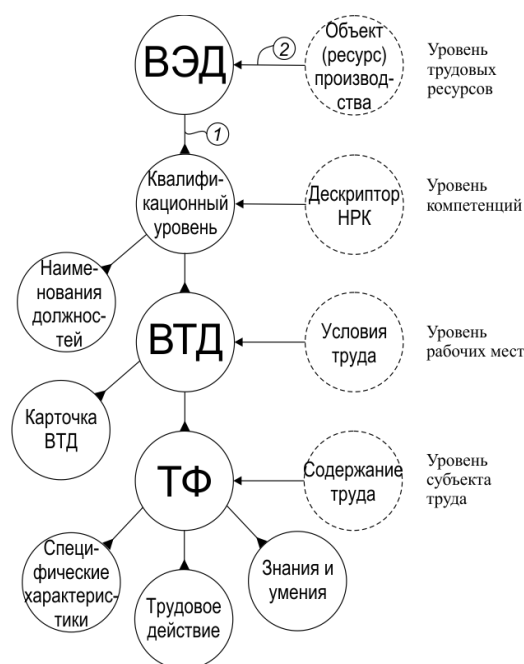 ВЭД
2
Объект
(ресурс)
производ-
ства
Уровень
трудовых
ресурсов
1
Квалифи-
кационный
уровень
Дескриптор
НРК
Уровень
компетенций
Наиме-
нования
должнос-
тей
ВТД
Условия
труда
Уровень
рабочих мест
Карточка
ВТД
ТФ
Содержание
труда
Уровень
субъекта
труда
Специ-
фические
характерис-
тики
Трудовое
действие
Знания и
умения